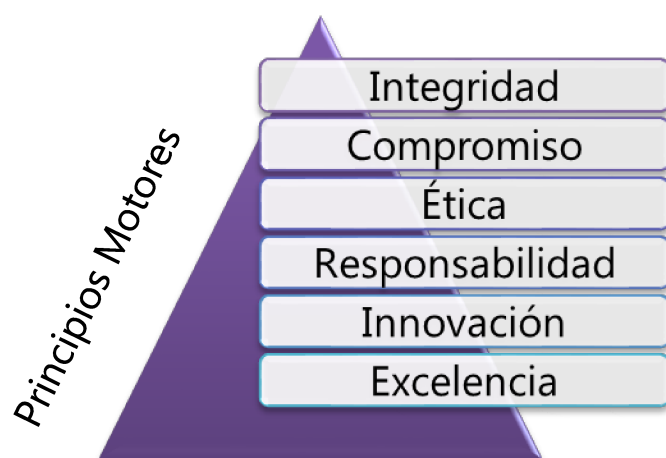 Principios Motores
Integridad
Compromiso
Ética
Responsabilidad
Innovación
Excelencia